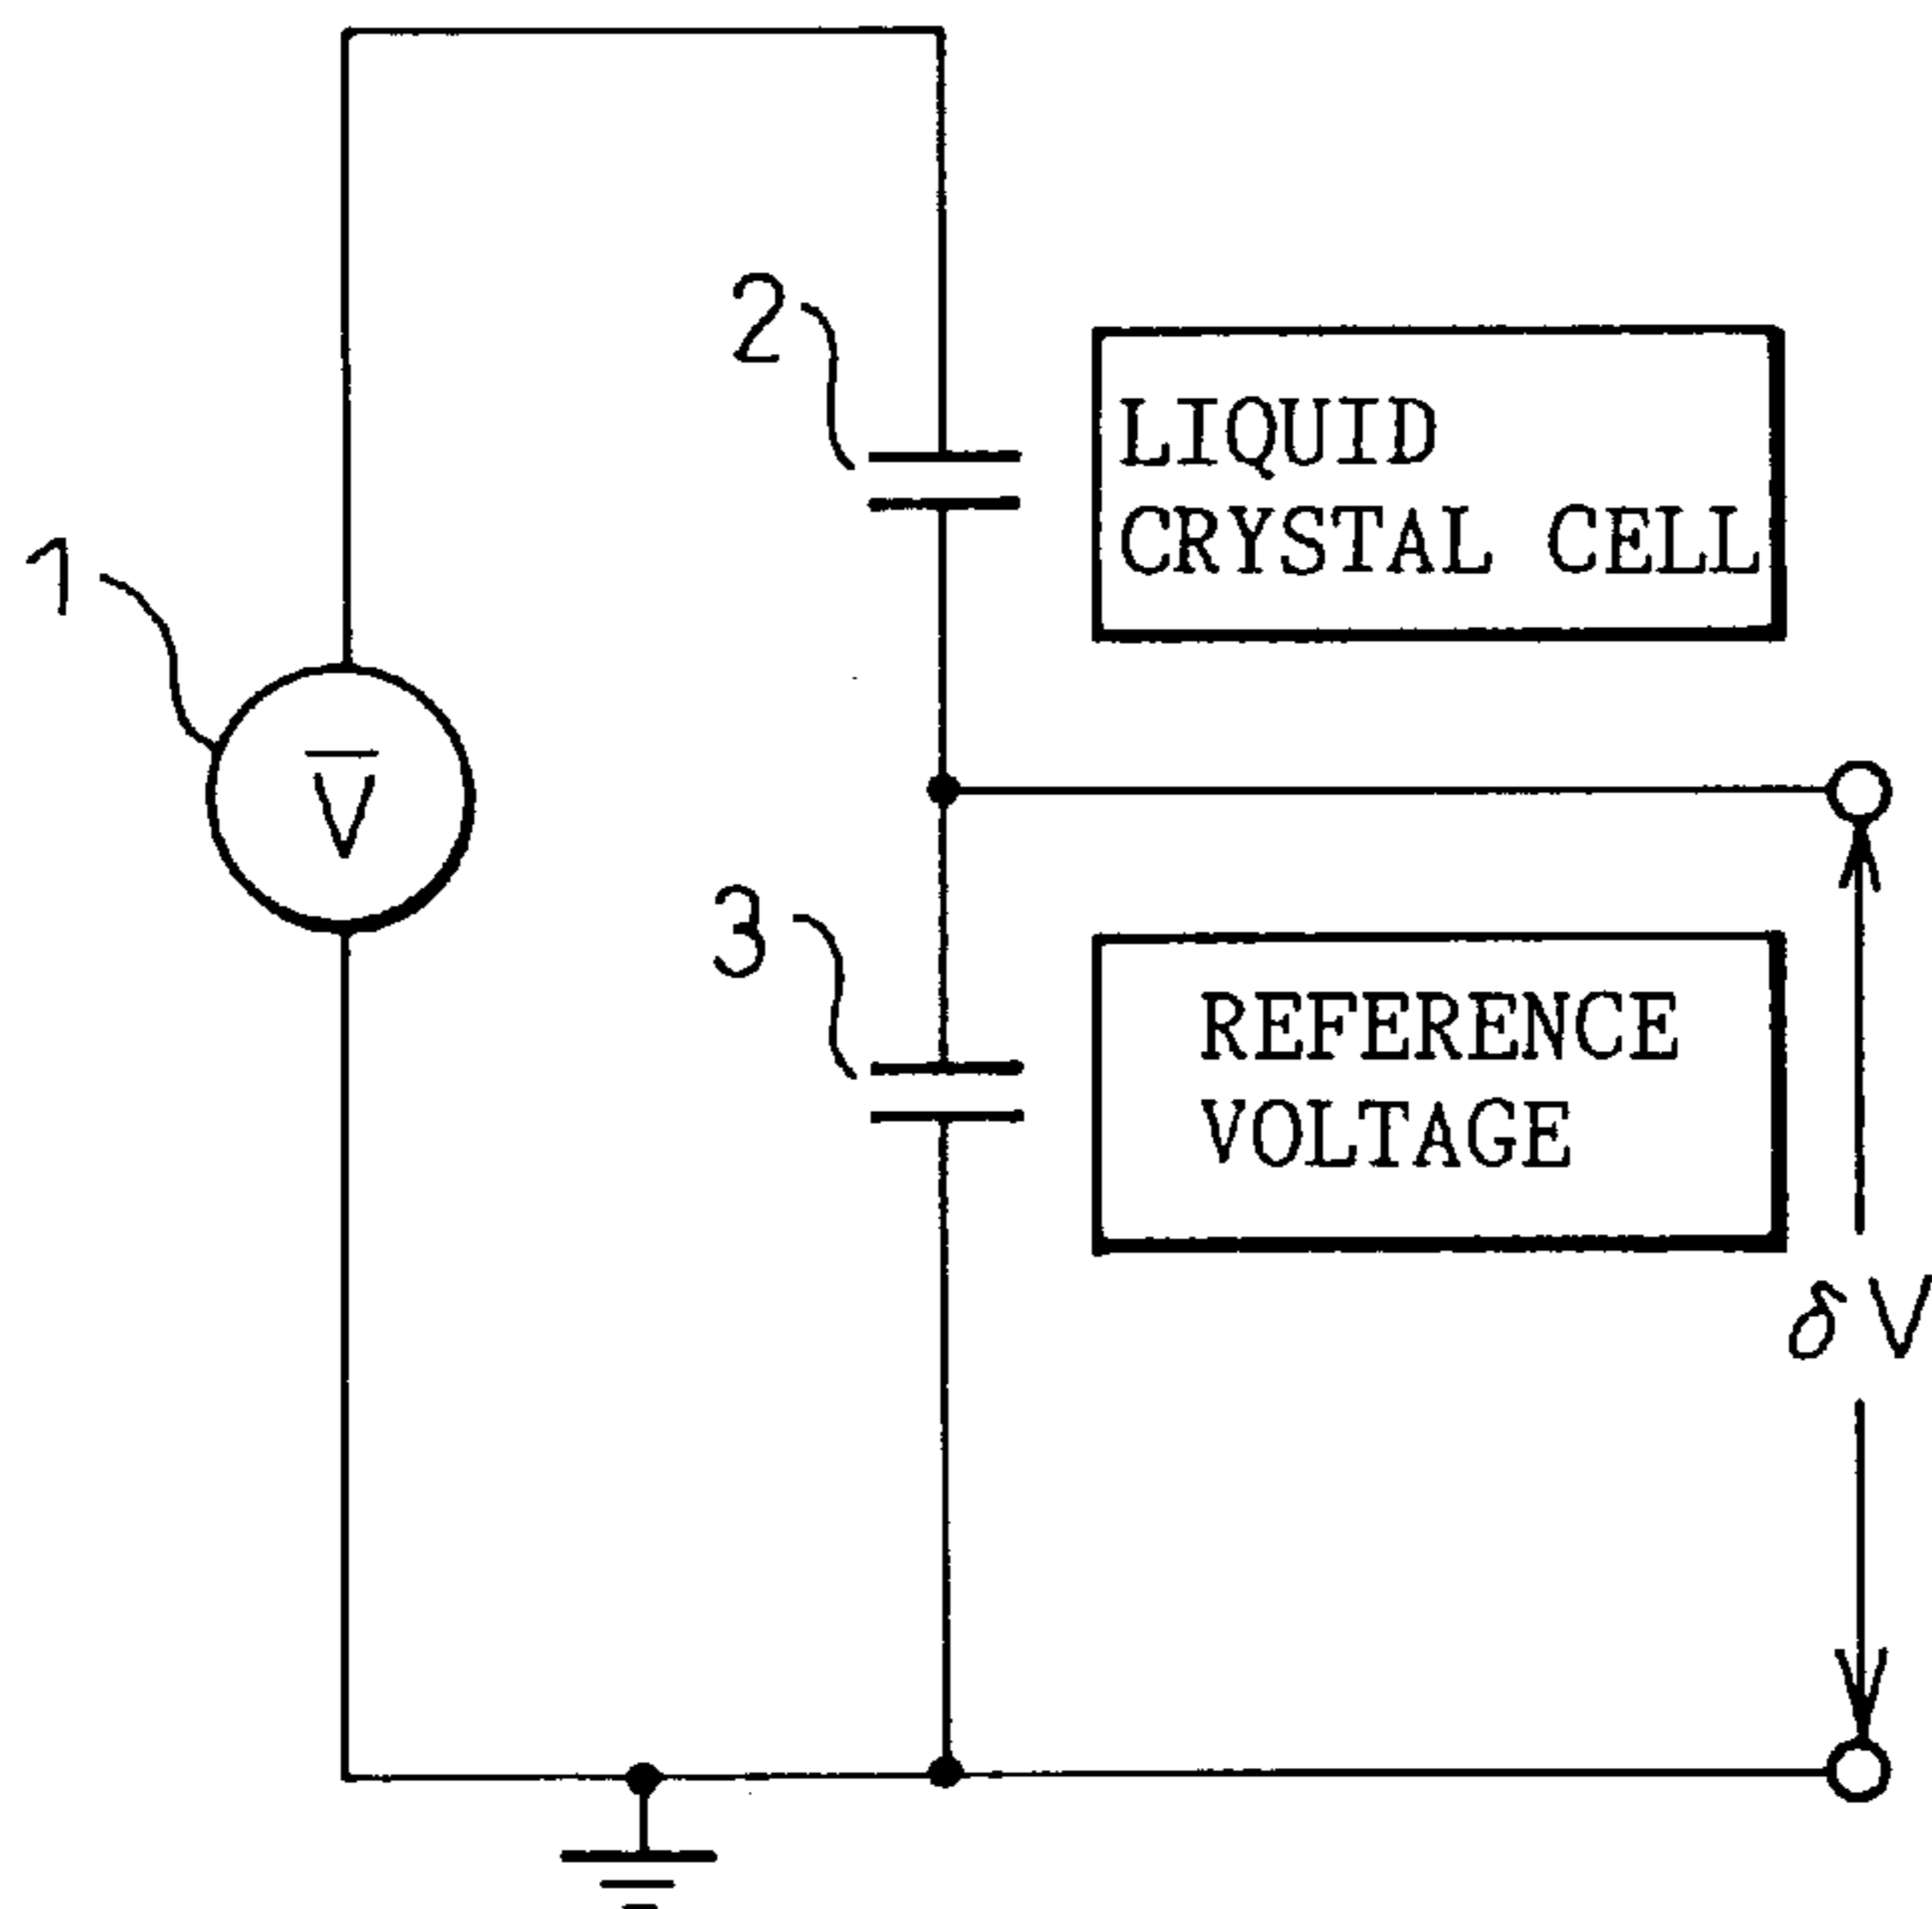 2
LIQUID
CRYSTAL CELL
1
V̅
3
REFERENCE
VOLTAGE
δV